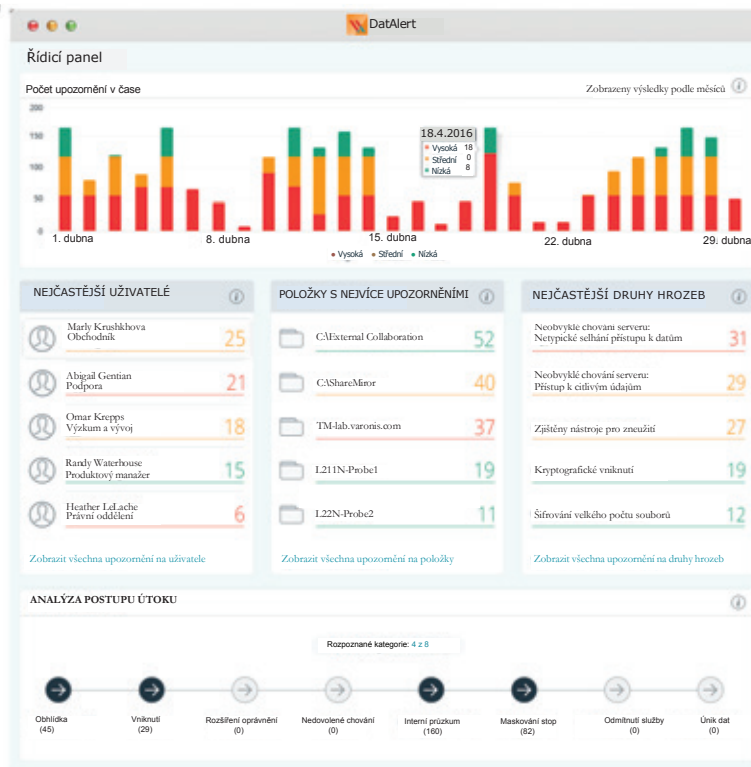 DatAlert
Řídicí panel
Počet upozornění v čase
Zobrazeny výsledky podle měsíců
200
150
100
50
0
18.4.2016
Vysoká 18
Střední 0
Nízká 8
1. dubna
8. dubna
15. dubna
22. dubna
29. dubna
Vysoká
Střední
Nízká
NEJČASTĚJŠÍ UŽIVATELÉ
Marly Krushkhova
Obchodník
25
Abigail Gentian
Podpora
21
Omar Krepps
Výzkum a vývoj
18
Randy Waterhouse
Produktový manažer
15
Heather LeLache
Právní oddělení
6
Zobrazit všechna upozornění na uživatele
POLOŽKY S NEJVÍCE UPOZORNĚNÍMI
C:\External Collaboration
52
C:\ShareMiror
40
TM-lab.varonis.com
37
L211N-Probe1
19
L22N-Probe2
11
Zobrazit všechna upozornění na položky
NEJČASTĚJŠÍ DRUHY HROZEB
Neobvyklé chování serveru:
Netypické selhání přístupu k datům
31
Neobvyklé chování serveru:
Přístup k citlivým údajům
29
Zjištěny nástroje pro zneužití
27
Kryptografické vniknutí
19
Šifrování velkého počtu souborů
12
Zobrazit všechna upozornění na druhy hrozeb
ANALÝZA POSTUPU ÚTOKU
Rozpoznané kategorie: 4 z 8
Obhlídka
(45)
Vniknutí
(29)
Rozšíření oprávnění
(0)
Nedovolené chování
(0)
Interní průzkum
(160)
Maskování stop
(82)
Odmítnutí služby
(0)
Únik dat
(0)